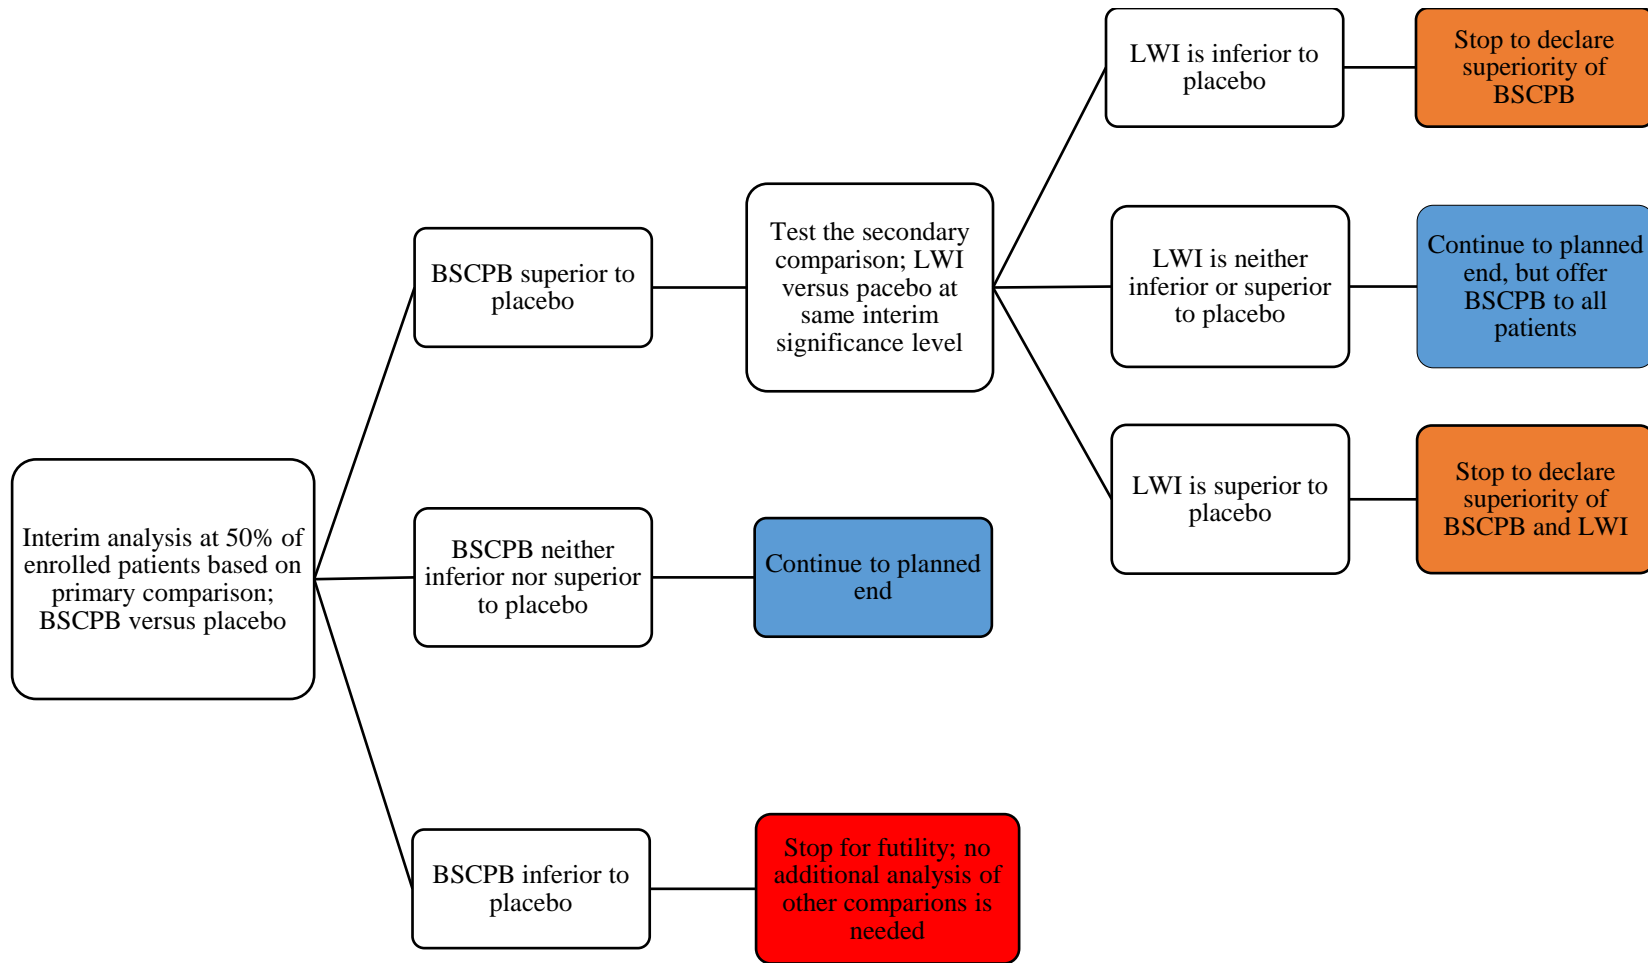 Interim analysis at 50% of
enrolled patients based on
primary comparison;
BSCPB versus placebo
BSCPB superior to
placebo
Test the secondary
comparison; LWI
versus pacebo at
same interim
significance level
LWI is inferior to
placebo
Stop to declare
superiority of
BSCPB
LWI is neither
inferior or superior
to placebo
Continue to planned
end, but offer
BSCPB to all
patients
LWI is superior to
placebo
Stop to declare
superiority of
BSCPB and LWI
BSCPB neither
inferior nor superior
to placebo
Continue to planned
end
BSCPB inferior to
placebo
Stop for futility; no
additional analysis of
other comparions is
needed